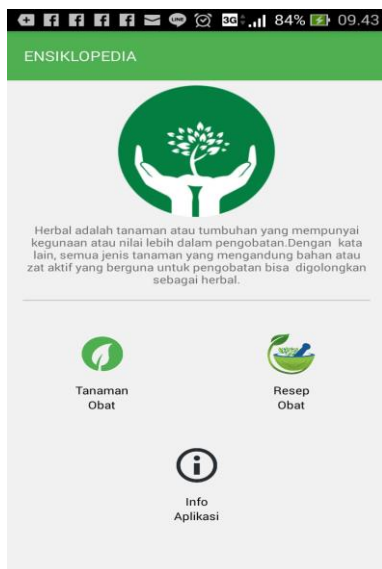 3G 84% 09.43
ENSIKLOPEDIA
Herbal adalah tanaman atau tumbuhan yang mempunyai
kegunaan atau nilai lebih dalam pengobatan.Dengan kata
lain, semua jenis tanaman yang mengandung bahan atau
zat aktif yang berguna untuk pengobatan bisa digolongkan
sebagai herbal.
Tanaman
Obat
Resep
Obat
Info
Aplikasi